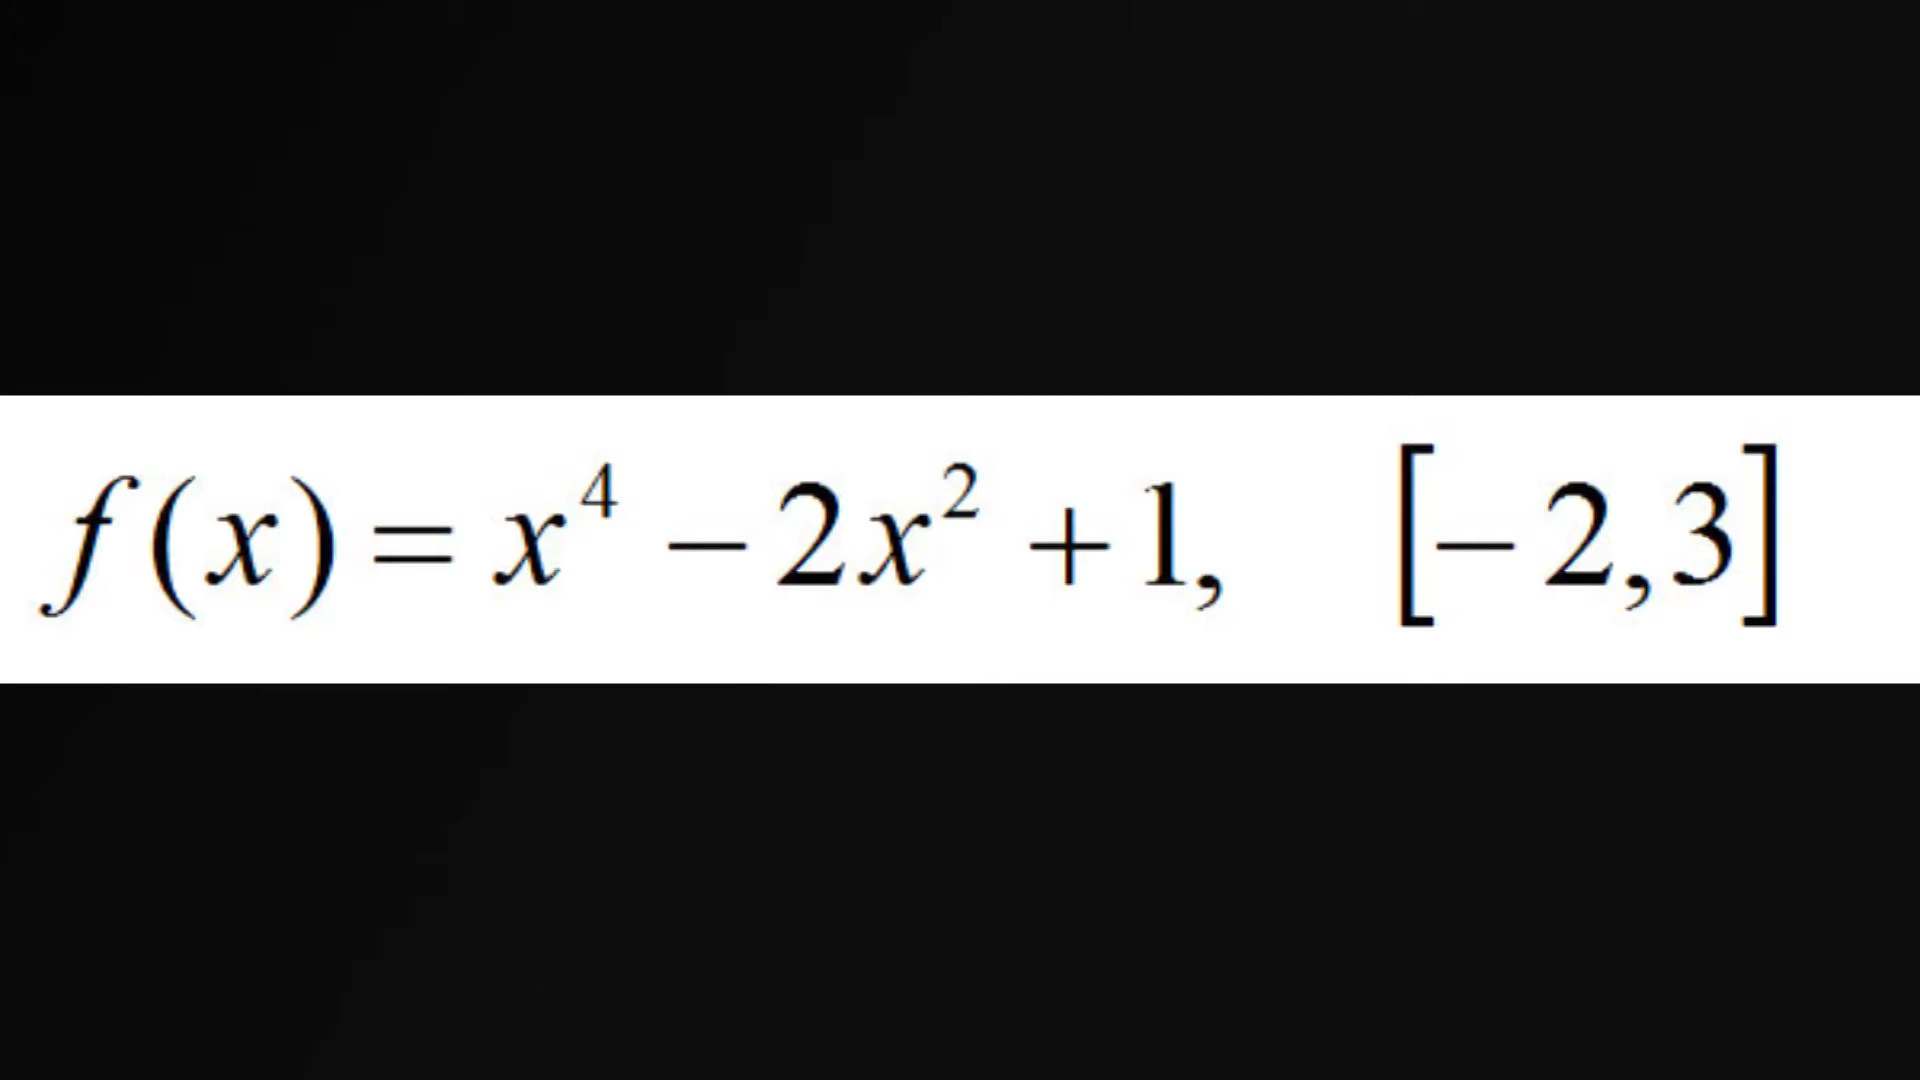 f(x) = x⁴ − 2x² + 1, [−2,3]